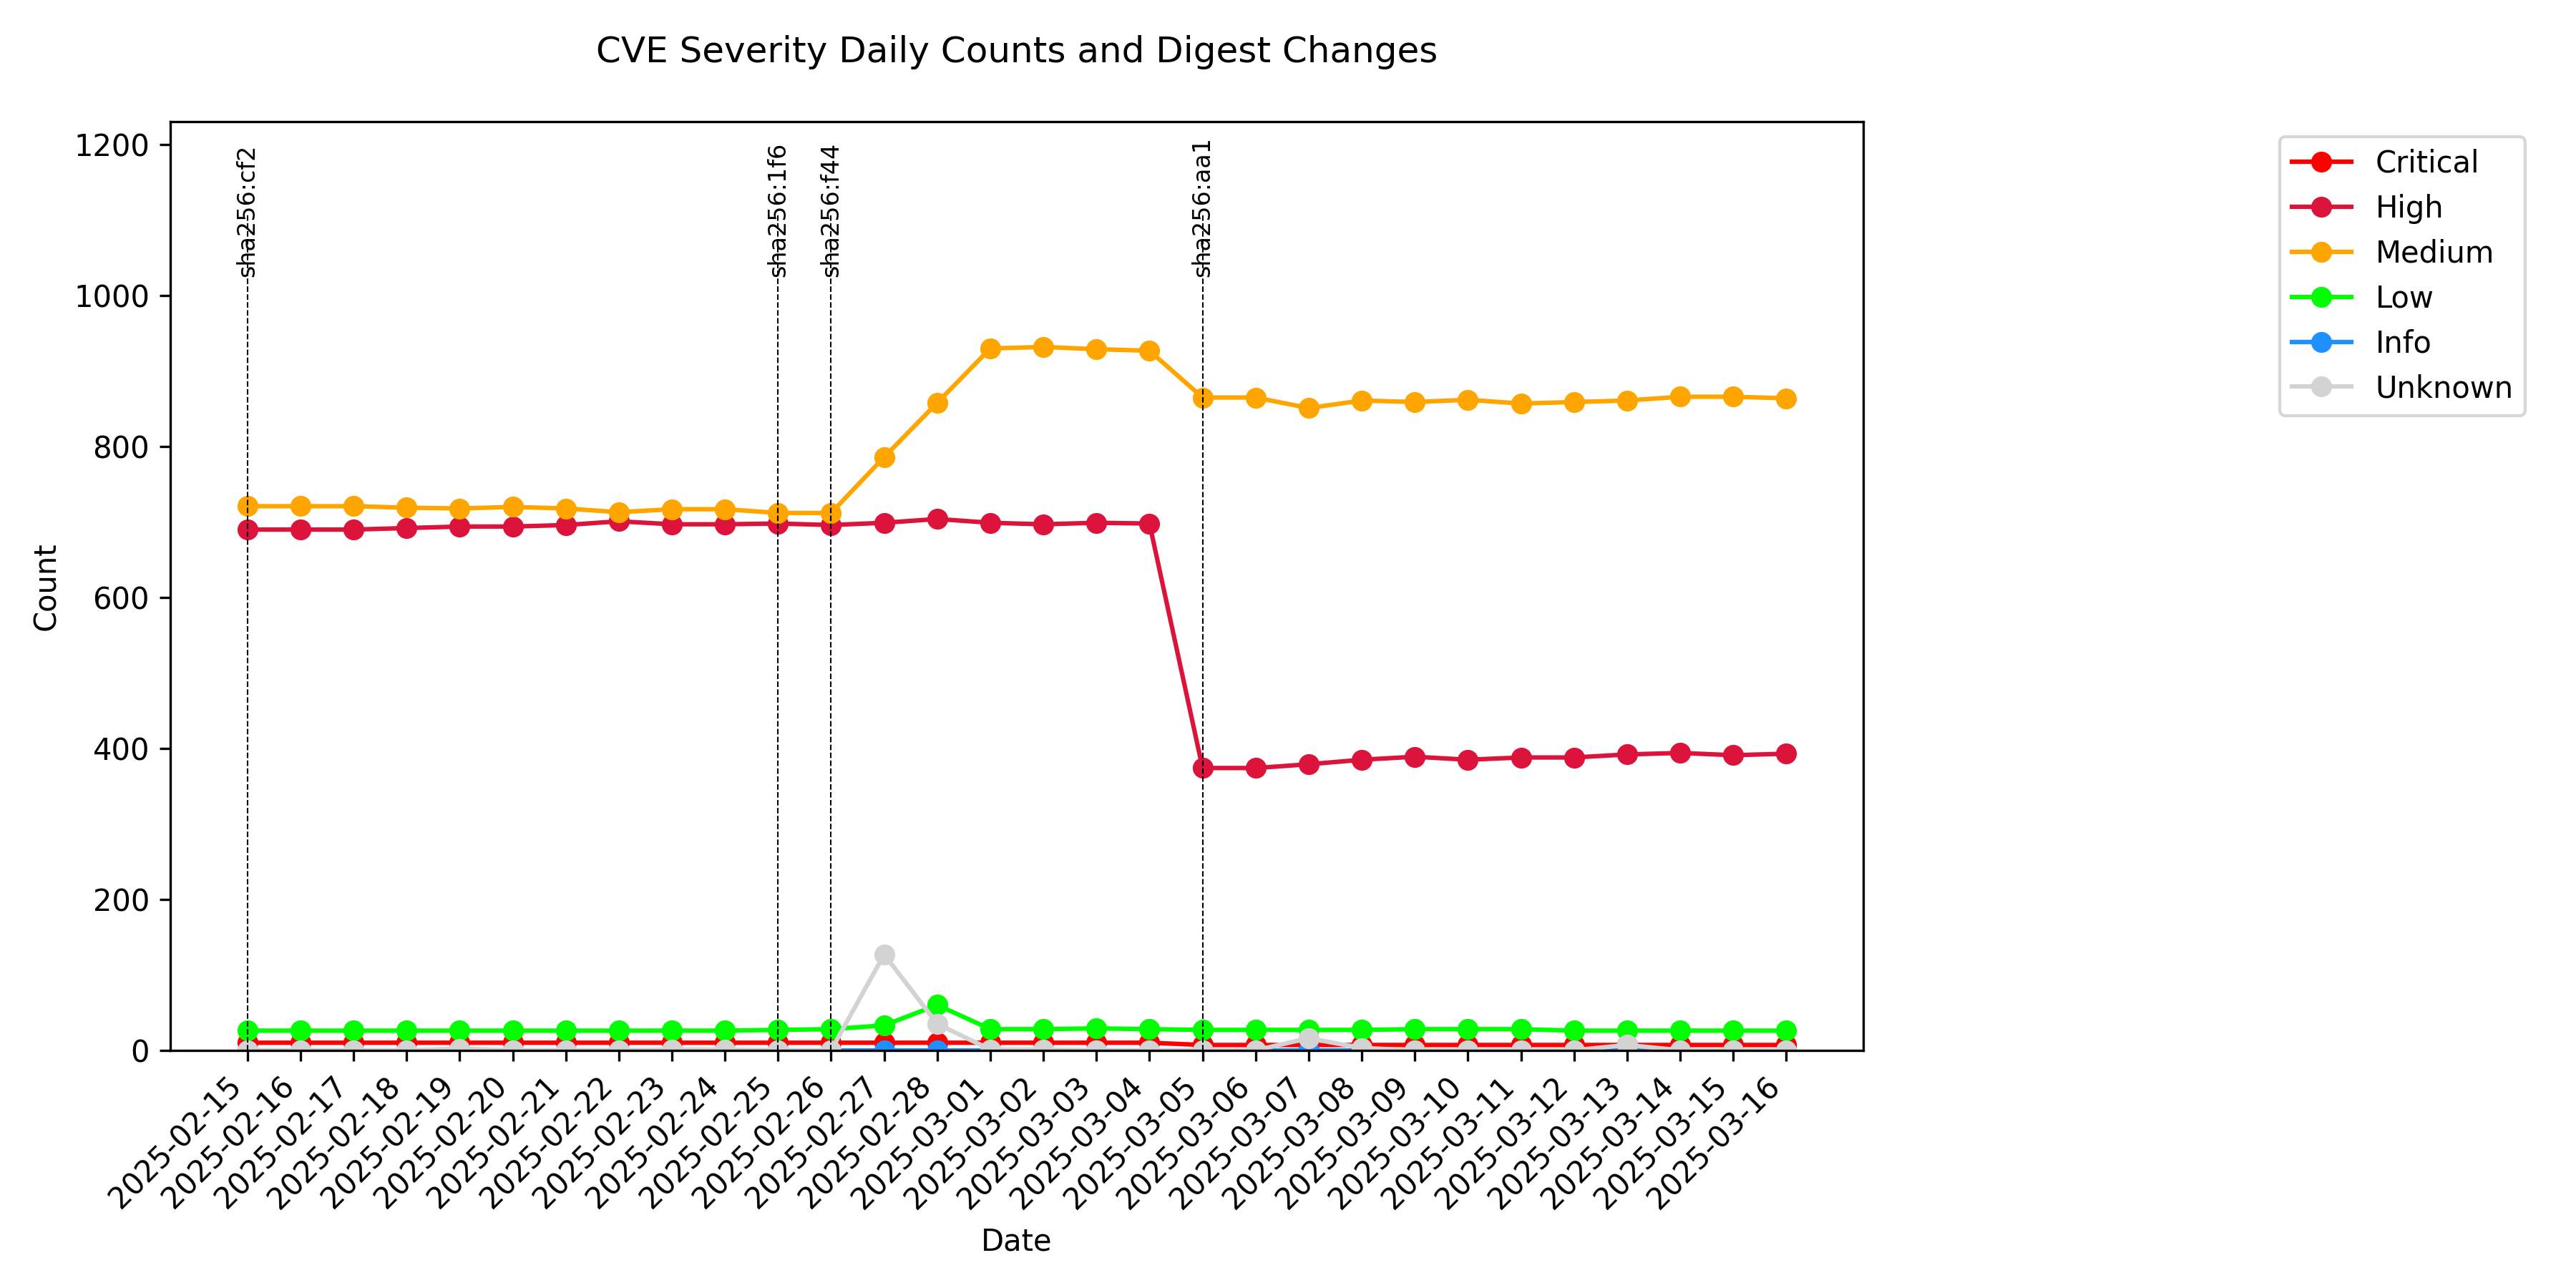 CVE Severity Daily Counts and Digest Changes
sha256:cf2
sha256:1f6
sha256:f44
sha256:aa1
Critical
High
Medium
Low
Info
Unknown
1200
1000
800
600
400
200
0
Count
2025-02-15
2025-02-16
2025-02-17
2025-02-18
2025-02-19
2025-02-20
2025-02-21
2025-02-22
2025-02-23
2025-02-24
2025-02-25
2025-02-26
2025-02-27
2025-02-28
2025-03-01
2025-03-02
2025-03-03
2025-03-04
2025-03-05
2025-03-06
2025-03-07
2025-03-08
2025-03-09
2025-03-10
2025-03-11
2025-03-12
2025-03-13
2025-03-14
2025-03-15
2025-03-16
Date